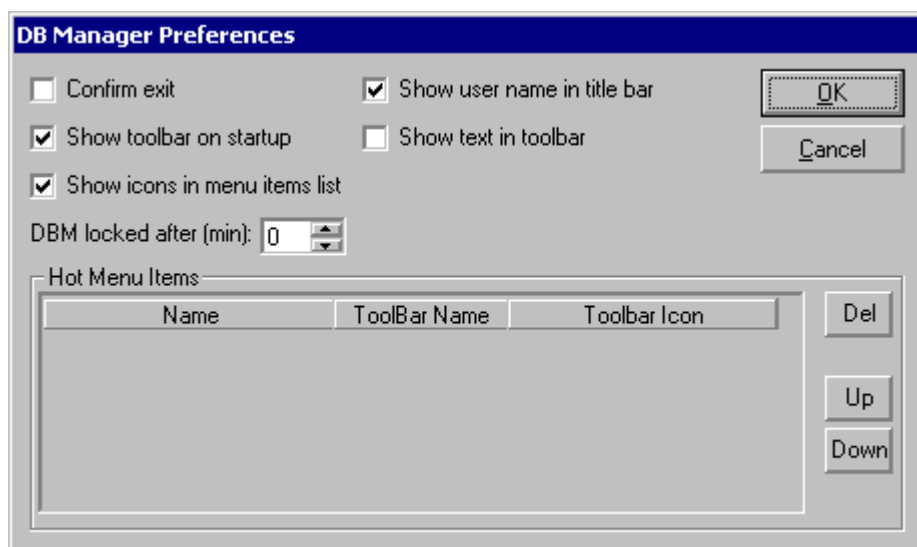 DB Manager Preferences
Confirm exit
Show user name in title bar
OK
Show toolbar on startup
Show text in toolbar
Cancel
Show icons in menu items list
DBM locked after (min): 0
Hot Menu Items
Name ToolBar Name Toolbar Icon
Del
Up
Down